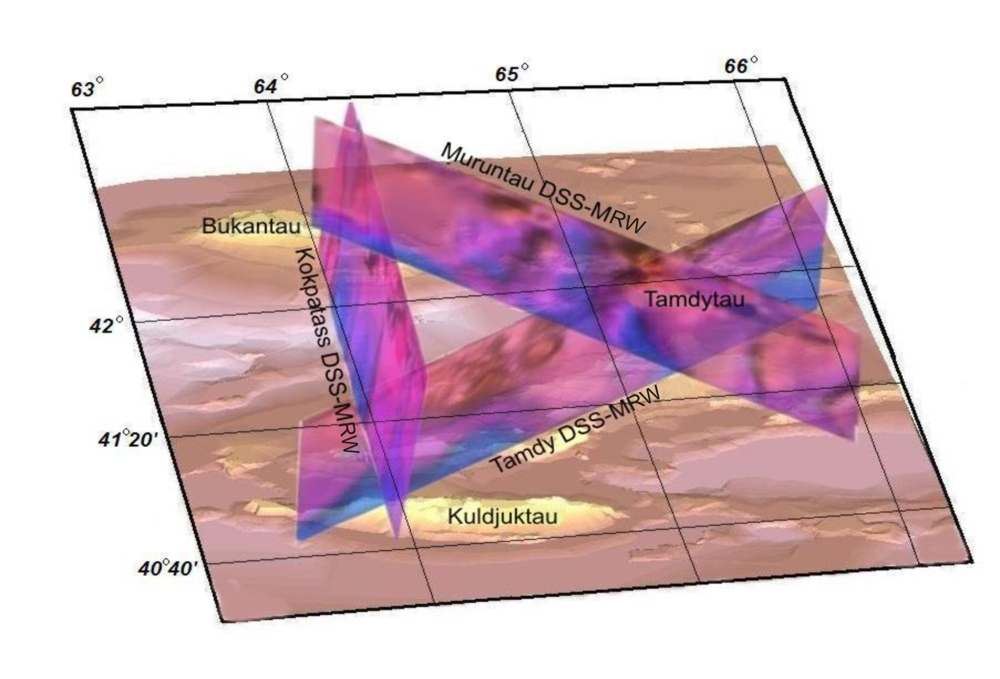 63°
64°
65°
66°
Muruntau DSS-MRW
Bukantau
Kokpatass DSS-MRW
Tamdytau
42°
41°20'
Tamdy DSS-MRW
Kuldjuktau
40°40'